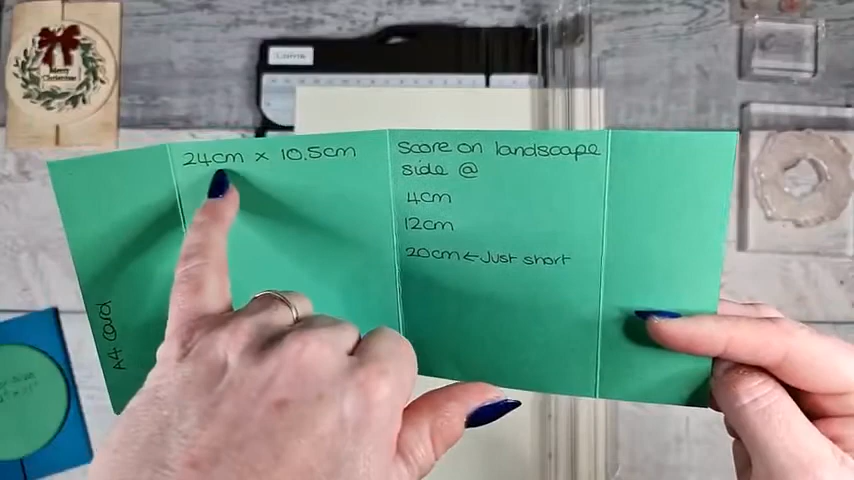 24cm x 10.5cm
Score on landscape
side @
4cm
12cm
20cm ← Just short
A4 Card
Merry
Christmas